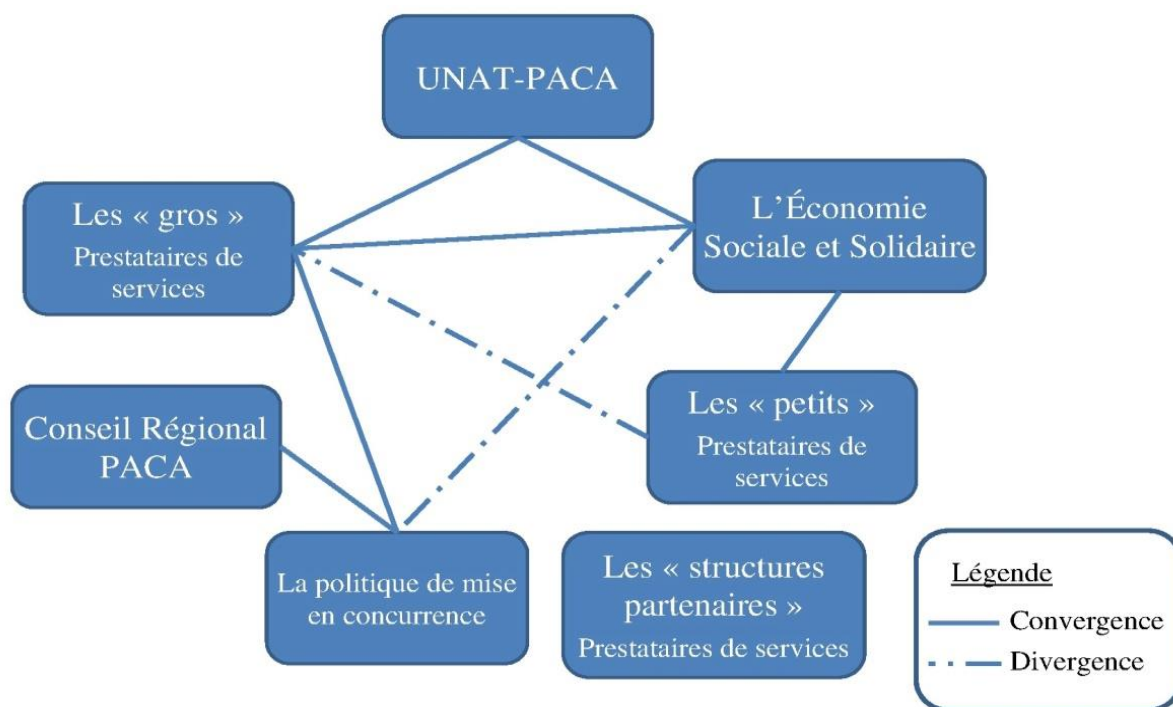 UNAT-PACA
Les « gros »
Prestataires de
services
L’Économie
Sociale et Solidaire
Conseil Régional
PACA
Les « petits »
Prestataires de
services
La politique de mise
en concurrence
Les « structures
partenaires »
Prestataires de services
Légende
Convergence
Divergence